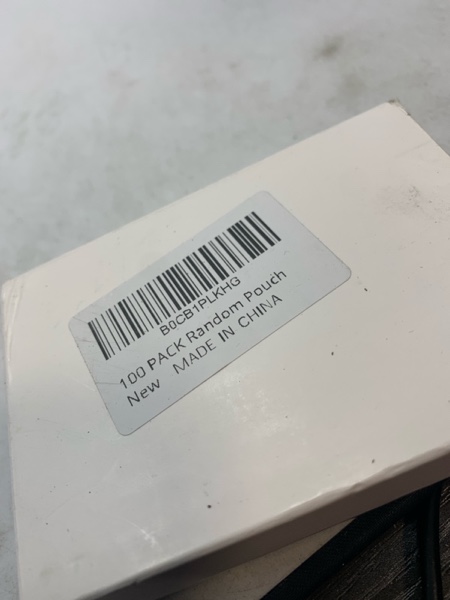 B0CB1PLKHG
100 PACK Random Pouch
New MADE IN CHINA